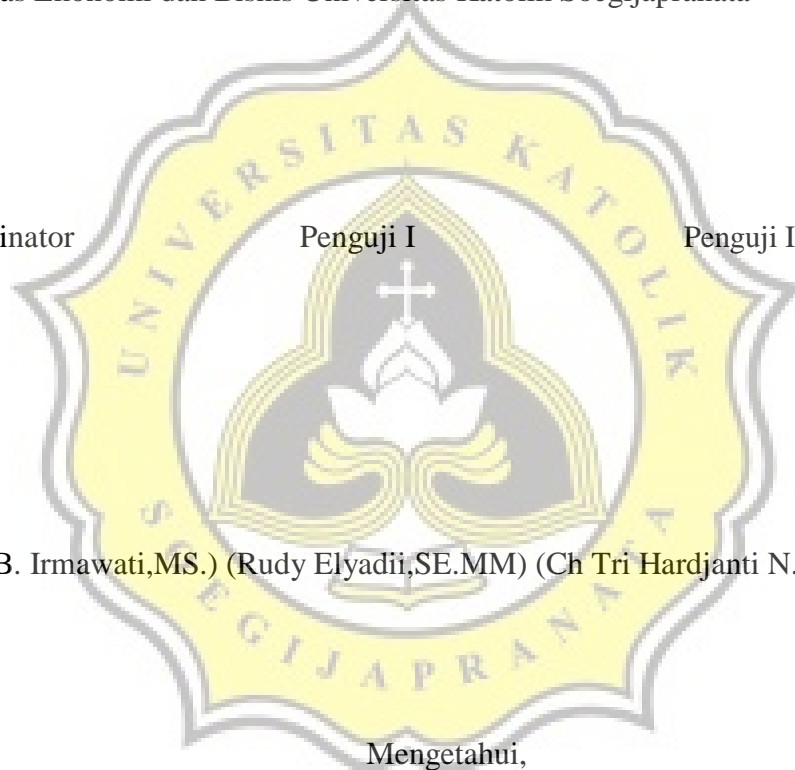 as Ekonomi dan Bisnis Universitas Katolik Soegijapranata
UNIVERSITAS KATOLIK
inator Penguji I Penguji I
B. Irmawati,MS.) (Rudy Elyadii,SE.MM) (Ch Tri Hardjanti N.
SOEGIJAPRANATA
Mengetahui,